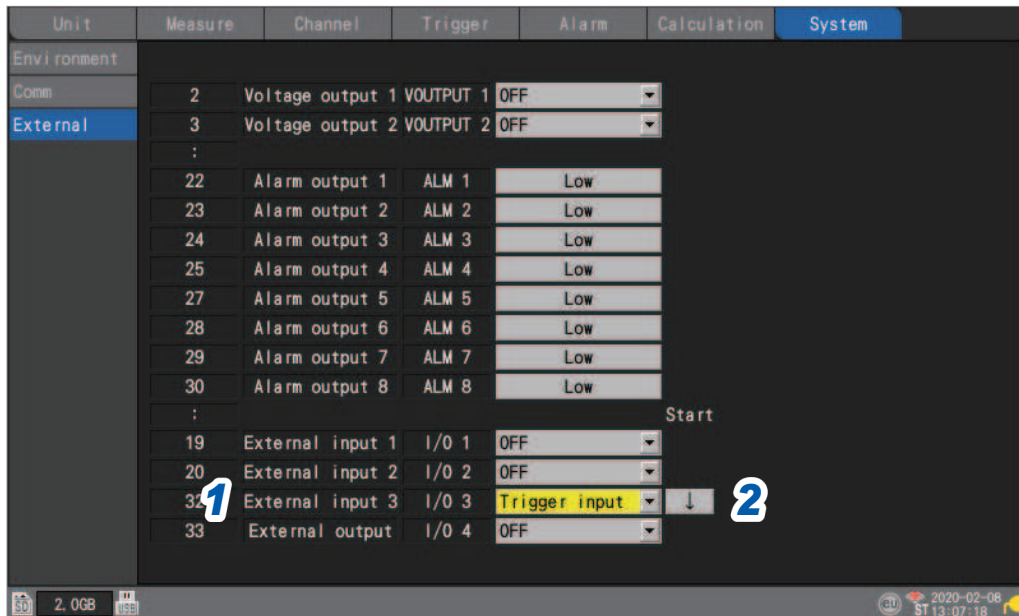 Unit Measure Channel Trigger Alarm Calculation System
Environment
Comm
External
2 Voltage output 1 VOUTPUT 1 OFF
3 Voltage output 2 VOUTPUT 2 OFF
:
22 Alarm output 1 ALM 1 Low
23 Alarm output 2 ALM 2 Low
24 Alarm output 3 ALM 3 Low
25 Alarm output 4 ALM 4 Low
27 Alarm output 5 ALM 5 Low
28 Alarm output 6 ALM 6 Low
29 Alarm output 7 ALM 7 Low
30 Alarm output 8 ALM 8 Low
: Start
19 External input 1 I/O 1 OFF
20 External input 2 I/O 2 OFF
32 1 External input 3 I/O 3 Trigger input ↓ 2
33 External output I/O 4 OFF
SD 2.0GB USB EU 2020-02-08
ST 13:07:18